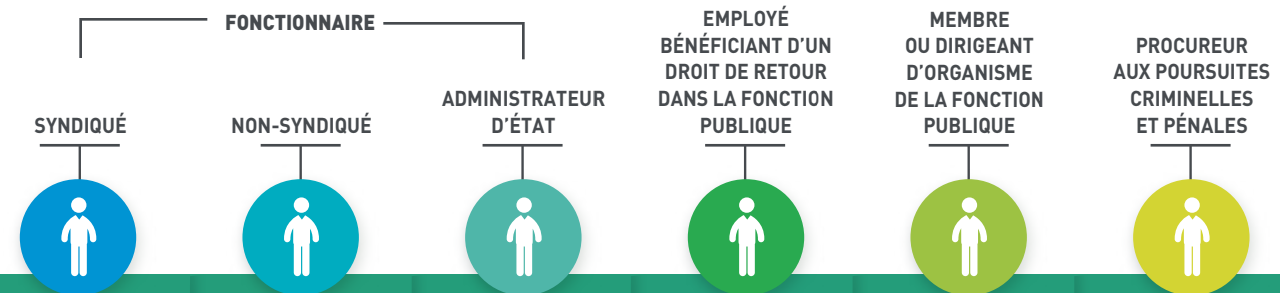 FONCTIONNAIRE
SYNDIQUÉ
NON-SYNDIQUÉ
ADMINISTRATEUR
D’ÉTAT
EMPLOYÉ
BÉNÉFICIANT D’UN
DROIT DE RETOUR
DANS LA FONCTION
PUBLIQUE
MEMBRE
OU DIRIGEANT
D’ORGANISME
DE LA FONCTION
PUBLIQUE
PROCUREUR
AUX POURSUITES
CRIMINELLES
ET PÉNALES